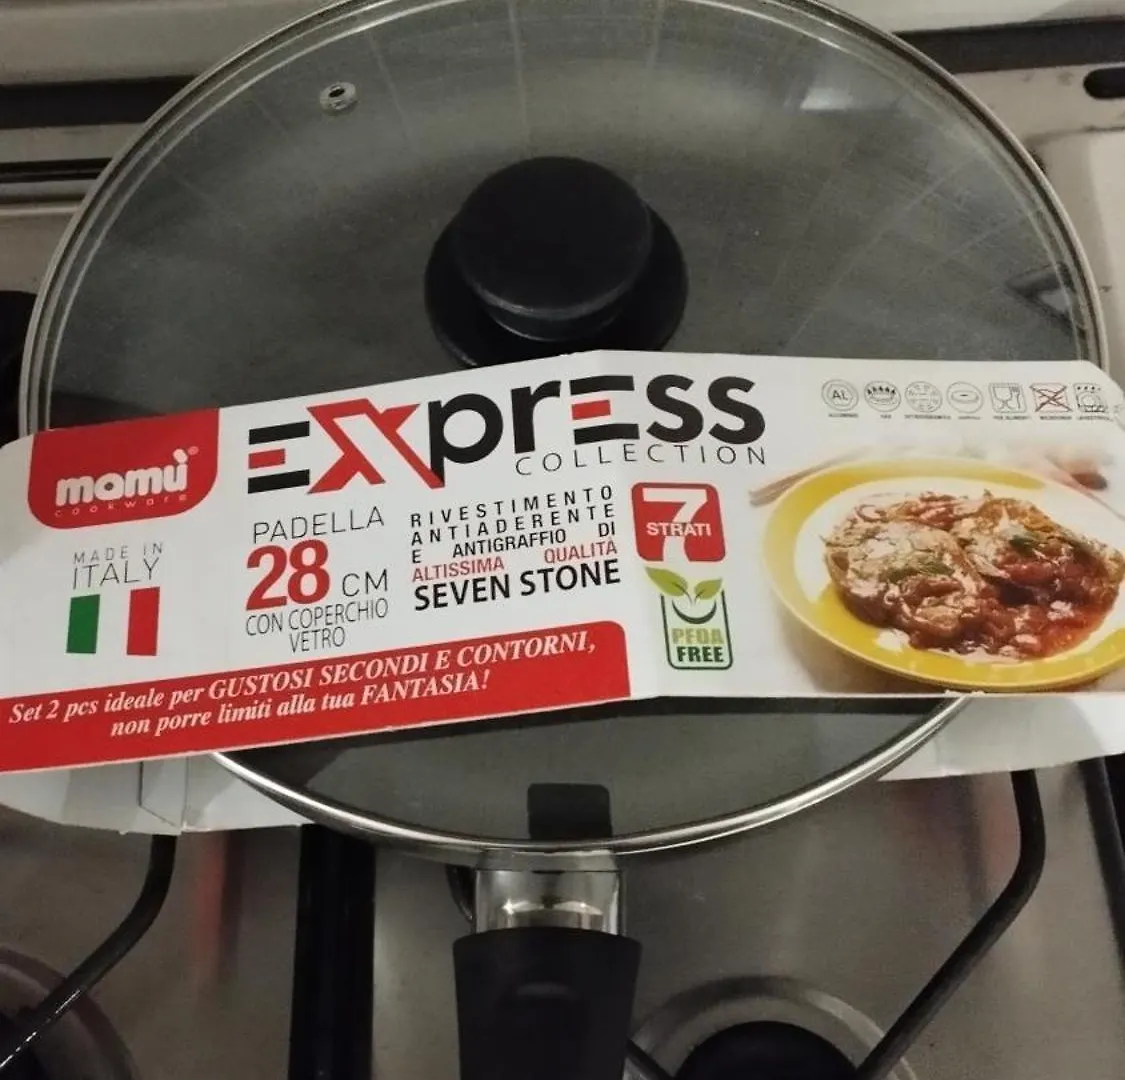 momù®
cookware
EXpress
COLLECTION
AL
MADE IN
ITALY
PADELLA
28 CM
CON COPERCHIO
VETRO
RIVESTIMENTO
ANTIADERENTE
E ANTIGRAFFIO DI
ALTISSIMA QUALITÀ
SEVEN STONE
7
STRATI
PFOA
FREE
Set 2 pcs ideale per GUSTOSI SECONDI E CONTORNI,
non porre limiti alla tua FANTASIA!